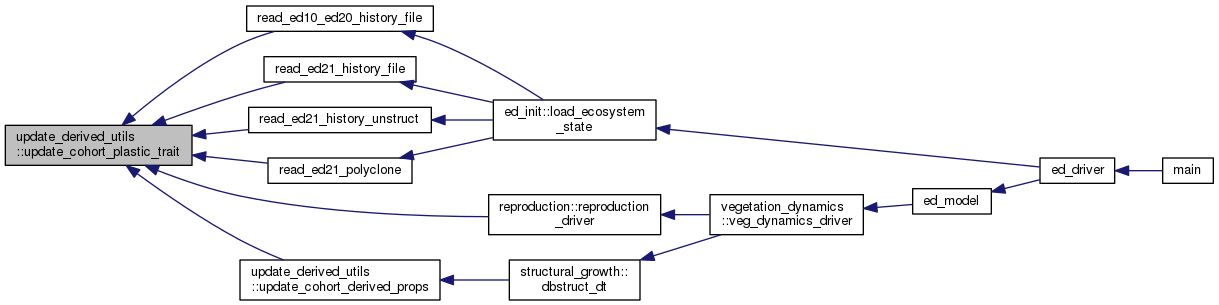 read_ed10_ed20_history_file
read_ed21_history_file
read_ed21_history_unstruct
ed_init::load_ecosystem
_state
update_derived_utils
::update_cohort_plastic_trait
read_ed21_polyclone
ed_driver
main
reproduction::reproduction
_driver
vegetation_dynamics
::veg_dynamics_driver
ed_model
update_derived_utils
::update_cohort_derived_props
structural_growth::
dbstruct_dt